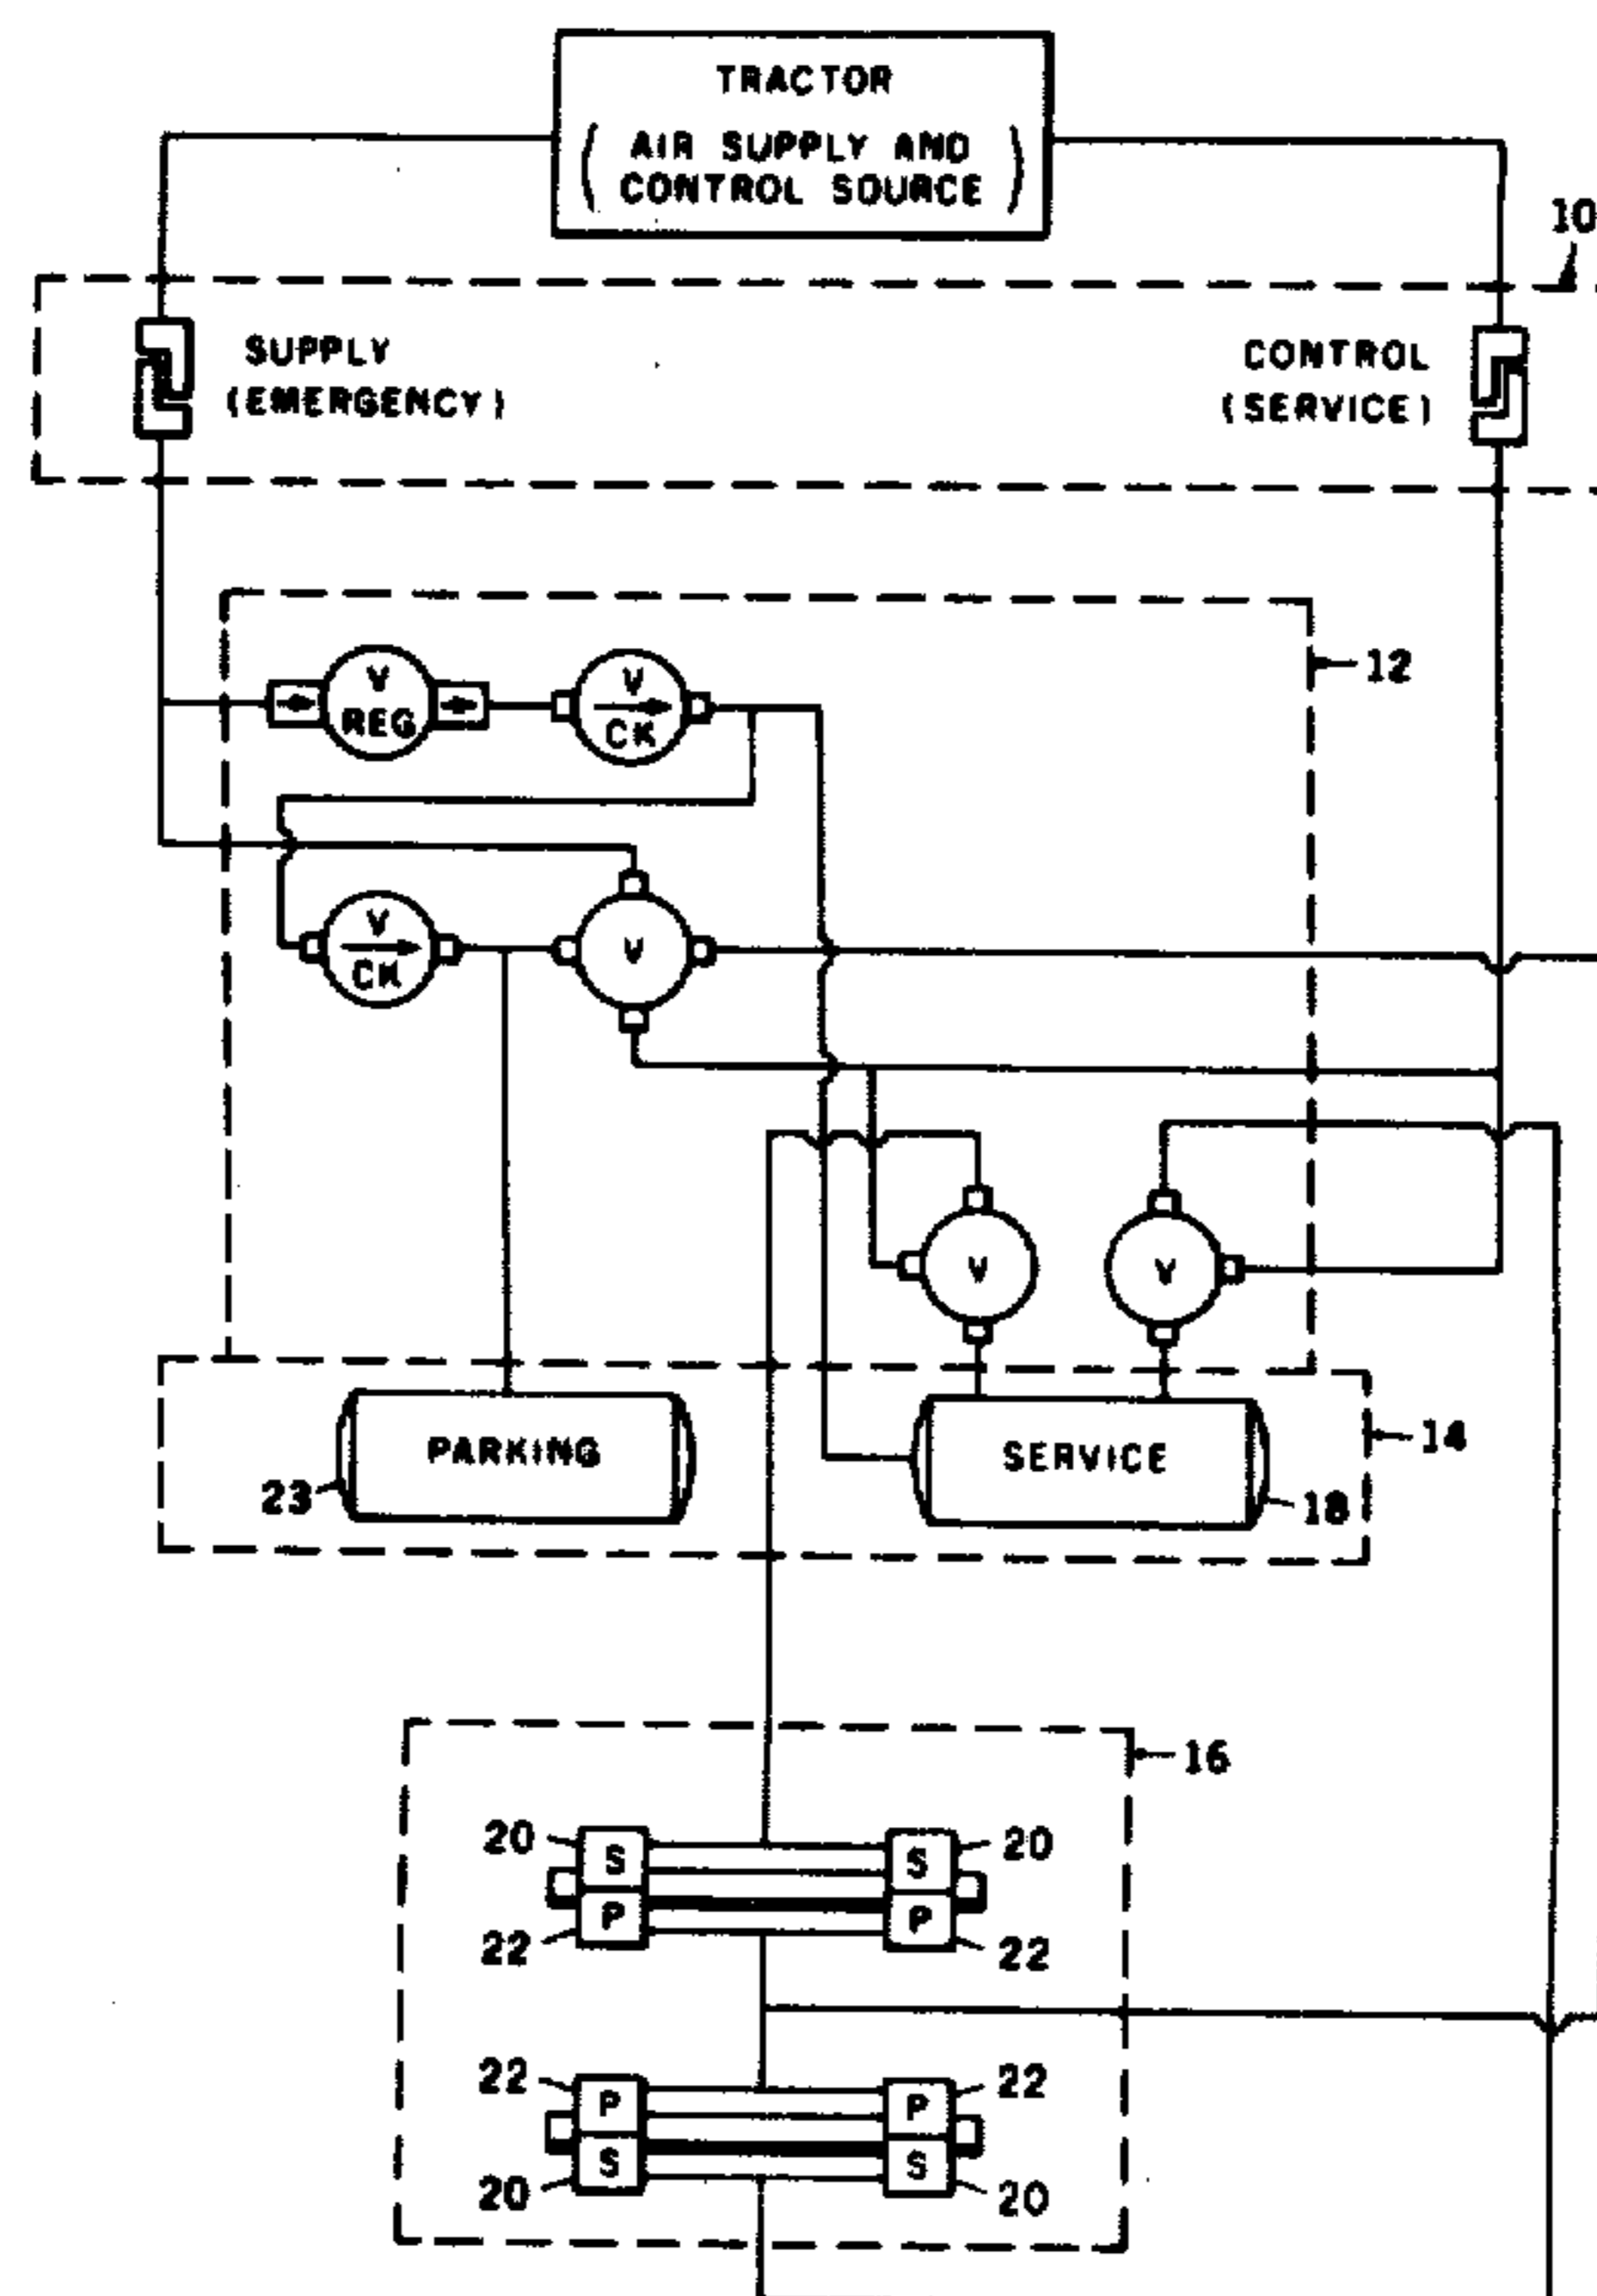 TRACTOR
( AIR SUPPLY AND
CONTROL SOURCE )
10
SUPPLY
(EMERGENCY)
CONTROL
(SERVICE)
12
V
REG
V
CK
V
CK
V
V
V
PARKING
SERVICE
14
23
18
16
20
S
S
20
22
P
P
22
22
P
P
22
20
S
S
20